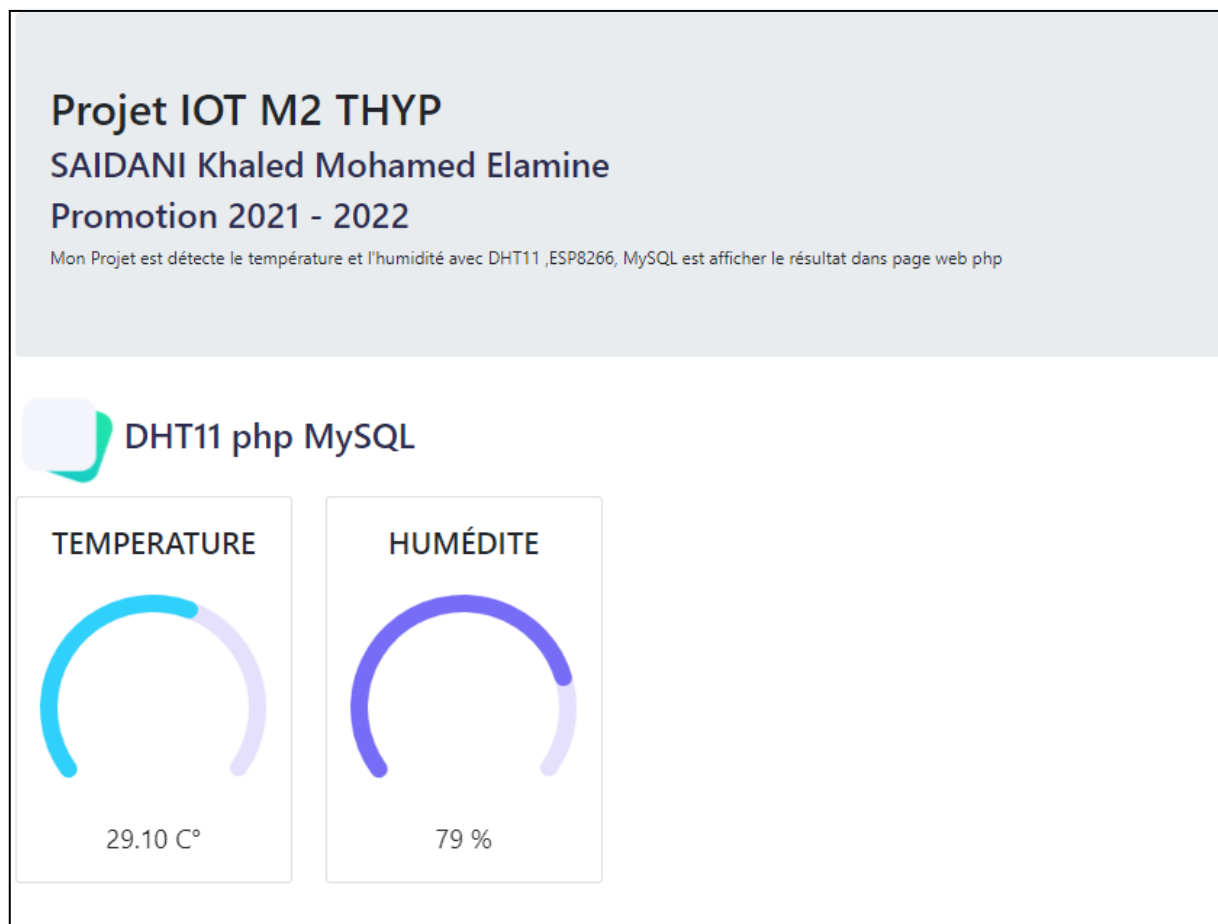 Projet IOT M2 THYP
SAIDANI Khaled Mohamed Elamine
Promotion 2021 - 2022
Mon Projet est détecte le température et l'humidité avec DHT11 ,ESP8266, MySQL est afficher le résultat dans page web php
DHT11 php MySQL
TEMPERATURE
29.10 C°
HUMÉDITE
79 %